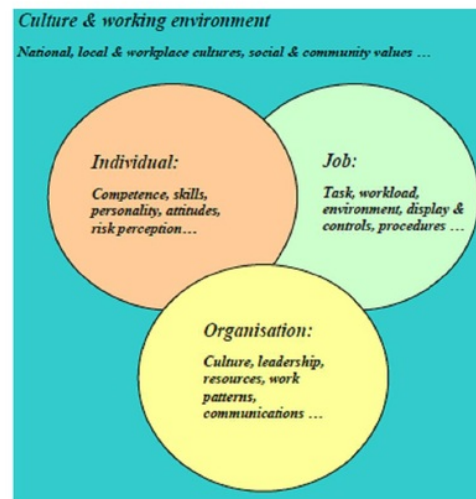 Culture & working environment
National, local & workplace cultures, social & community values ...
Individual:
Competence, skills,
personality, attitudes,
risk perception...
Job:
Task, workload,
environment, display &
controls, procedures ...
Organisation:
Culture, leadership,
resources, work
patterns,
communications ...